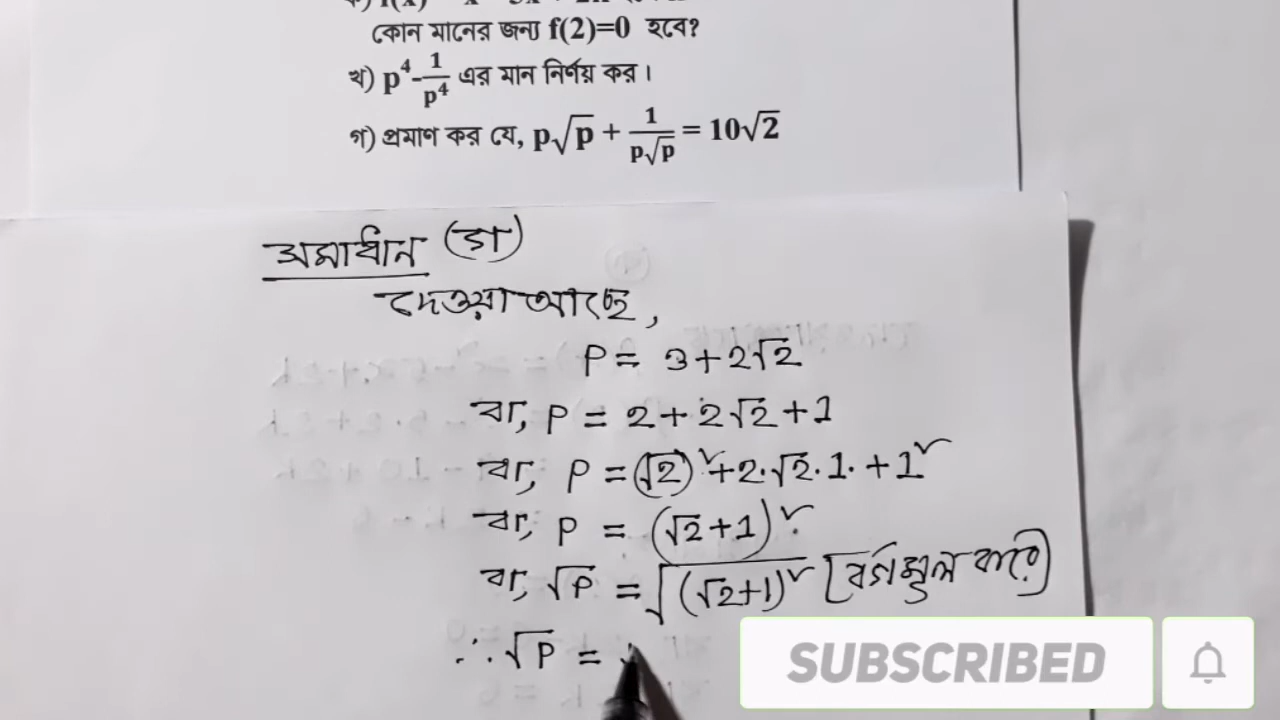 কোন মানের জন্য f(2)=0 হবে?
খ) p⁴-1/p⁴ এর মান নির্ণয় কর।
গ) প্রমাণ কর যে, p√p + 1/p√p = 10√2
সমাধান (গ)
দেওয়া আছে,
P = 3+2√2
বা, P = 2+2√2+1
বা, P = (√2)²+2·√2·1·+1²
বা, P = (√2+1)²
বা, √P = √(√2+1)² [বর্গমূল করে]
∴ √P =
SUBSCRIBED